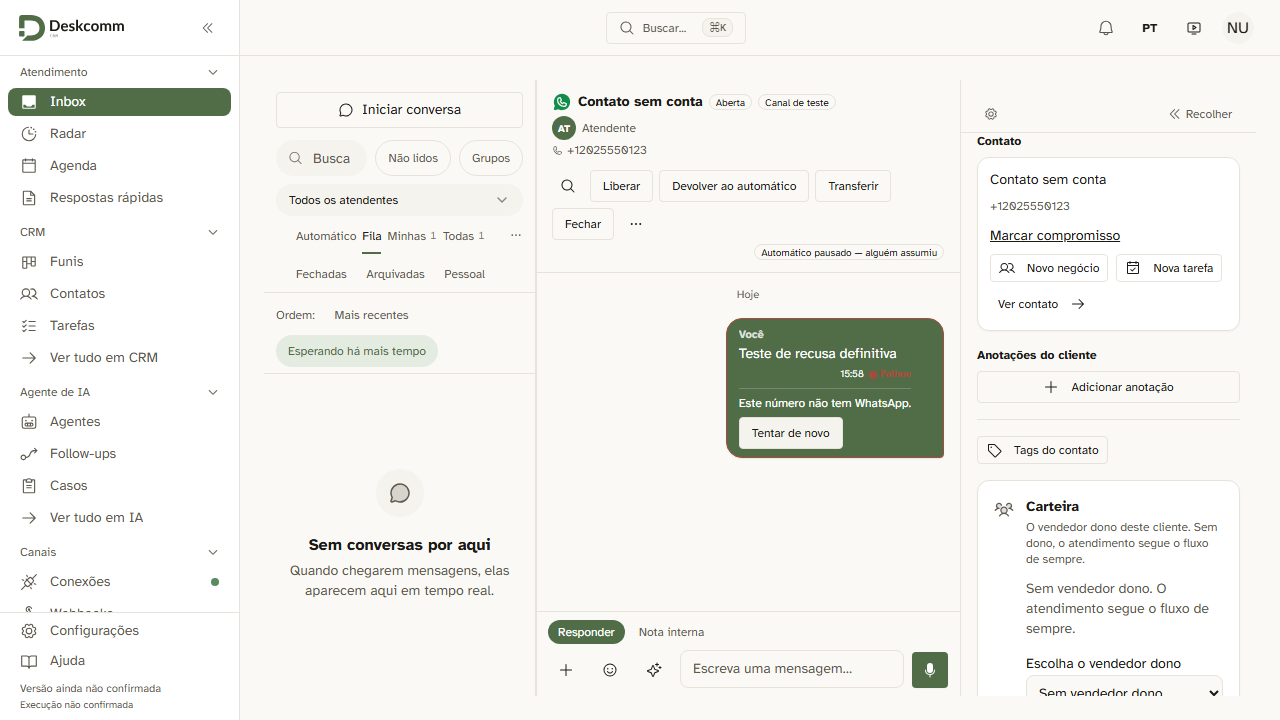 Deskcomm
Buscar...
⌘K
PT
NU
Atendimento
Inbox
Radar
Agenda
Respostas rápidas
CRM
Funis
Contatos
Tarefas
Ver tudo em CRM
Agente de IA
Agentes
Follow-ups
Casos
Ver tudo em IA
Canais
Conexões
Webhooks
Configurações
Ajuda
Versão ainda não confirmada
Execução não confirmada
Iniciar conversa
Busca
Não lidos
Grupos
Todos os atendentes
Automático Fila Minhas 1 Todas 1 ...
Fechadas Arquivadas Pessoal
Ordem: Mais recentes
Esperando há mais tempo
Sem conversas por aqui
Quando chegarem mensagens, elas
aparecem aqui em tempo real.
Contato sem conta Aberta Canal de teste
AT Atendente
+12025550123
Liberar Devolver ao automático Transferir
Fechar ...
Automático pausado — alguém assumiu
Hoje
Você
Teste de recusa definitiva
15:58 Falhou
Este número não tem WhatsApp.
Tentar de novo
Responder Nota interna
Escreva uma mensagem...
Recolher
Contato
Contato sem conta
+12025550123
Marcar compromisso
Novo negócio Nova tarefa
Ver contato
Anotações do cliente
Adicionar anotação
Tags do contato
Carteira
O vendedor dono deste cliente. Sem
dono, o atendimento segue o fluxo
de sempre.
Sem vendedor dono. O
atendimento segue o fluxo de
sempre.
Escolha o vendedor dono
Sem vendedor dono